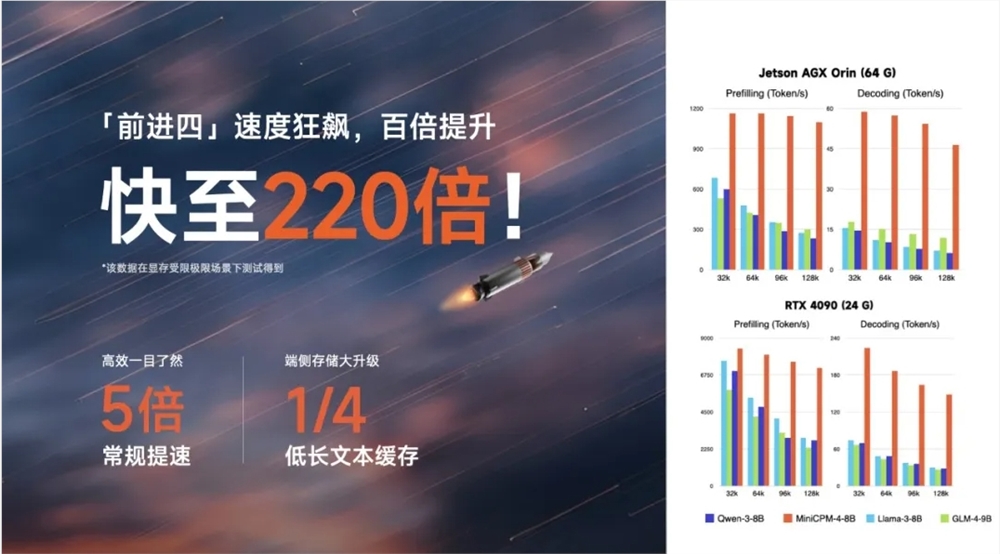 「前进四」速度狂飙，百倍提升
快至220倍！
*该数据在显存受限极限场景下测试得到
高效一目了然
5倍
常规提速
端侧存储大升级
1/4
低长文本缓存
Jetson AGX Orin (64 G)
Prefilling (Token/s)
1200
900
600
300
0
32k 64k 96k 128k
Decoding (Token/s)
60
45
30
15
0
32k 64k 96k 128k
RTX 4090 (24 G)
Prefilling (Token/s)
9000
6750
4500
2250
0
32k 64k 96k 128k
Decoding (Token/s)
240
180
120
60
0
32k 64k 96k 128k
Qwen-3-8B MiniCPM-4-8B Llama-3-8B GLM-4-9B